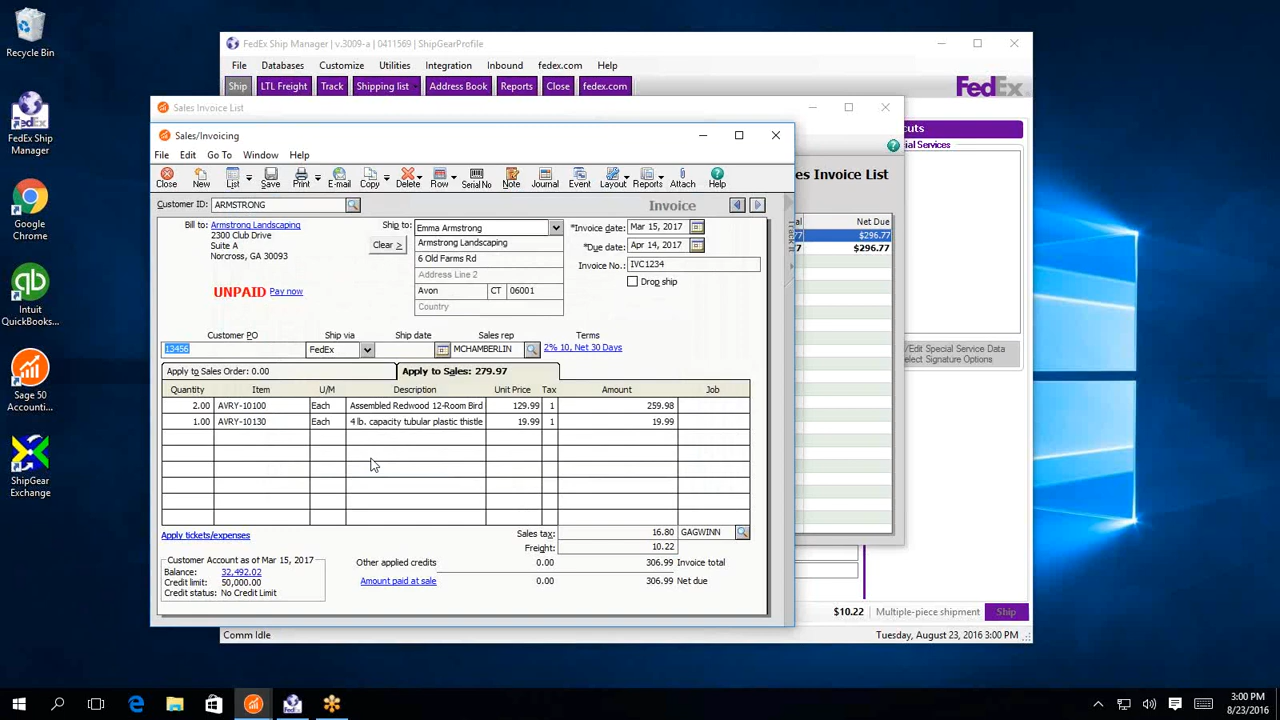 Recycle Bin
FedEx Ship
Manager
Google
Chrome
Intuit
QuickBooks...
Sage 50
Accounti...
ShipGear
Exchange
FedEx Ship Manager | v.3009-a | 0411569 | ShipGearProfile
File Databases Customize Utilities Integration Inbound fedex.com Help
Ship LTL Freight Track Shipping list Address Book Reports Close fedex.com FedEx
Sales Invoice List
cuts
ial Services
es Invoice List
al Net Due
7 $296.77
7 $296.77
/Edit Special Service Data
elect Signature Options
Sales/Invoicing
File Edit Go To Window Help
Close New List Save Print E-mail Copy Delete Row Serial No Note Journal Event Layout Reports Attach Help
Customer ID: ARMSTRONG Invoice
Bill to: Armstrong Landscaping
2300 Club Drive
Suite A
Norcross, GA 30093
UNPAID Pay now
Ship to: Emma Armstrong
Clear >
Armstrong Landscaping
6 Old Farms Rd
Address Line 2
Avon CT 06001
Country
*Invoice date: Mar 15, 2017
*Due date: Apr 14, 2017
Invoice No.: IVC1234
Drop ship
Track It
Customer PO Ship via Ship date Sales rep Terms
13456 FedEx MCHAMBERLIN 2% 10, Net 30 Days
Apply to Sales Order: 0.00 Apply to Sales: 279.97
Quantity Item U/M Description Unit Price Tax Amount Job
2.00 AVRY-10100 Each Assembled Redwood 12-Room Bird 129.99 1 259.98
1.00 AVRY-10130 Each 4 lb. capacity tubular plastic thistle 19.99 1 19.99
Apply tickets/expenses
Sales tax: 16.80 GAGWINN
Freight: 10.22
Customer Account as of Mar 15, 2017
Balance: 32,492.02
Credit limit: 50,000.00
Credit status: No Credit Limit
Other applied credits 0.00 306.99 Invoice total
Amount paid at sale 0.00 306.99 Net due
$10.22 Multiple-piece shipment Ship
Comm Idle Tuesday, August 23, 2016 3:00 PM
3:00 PM
8/23/2016